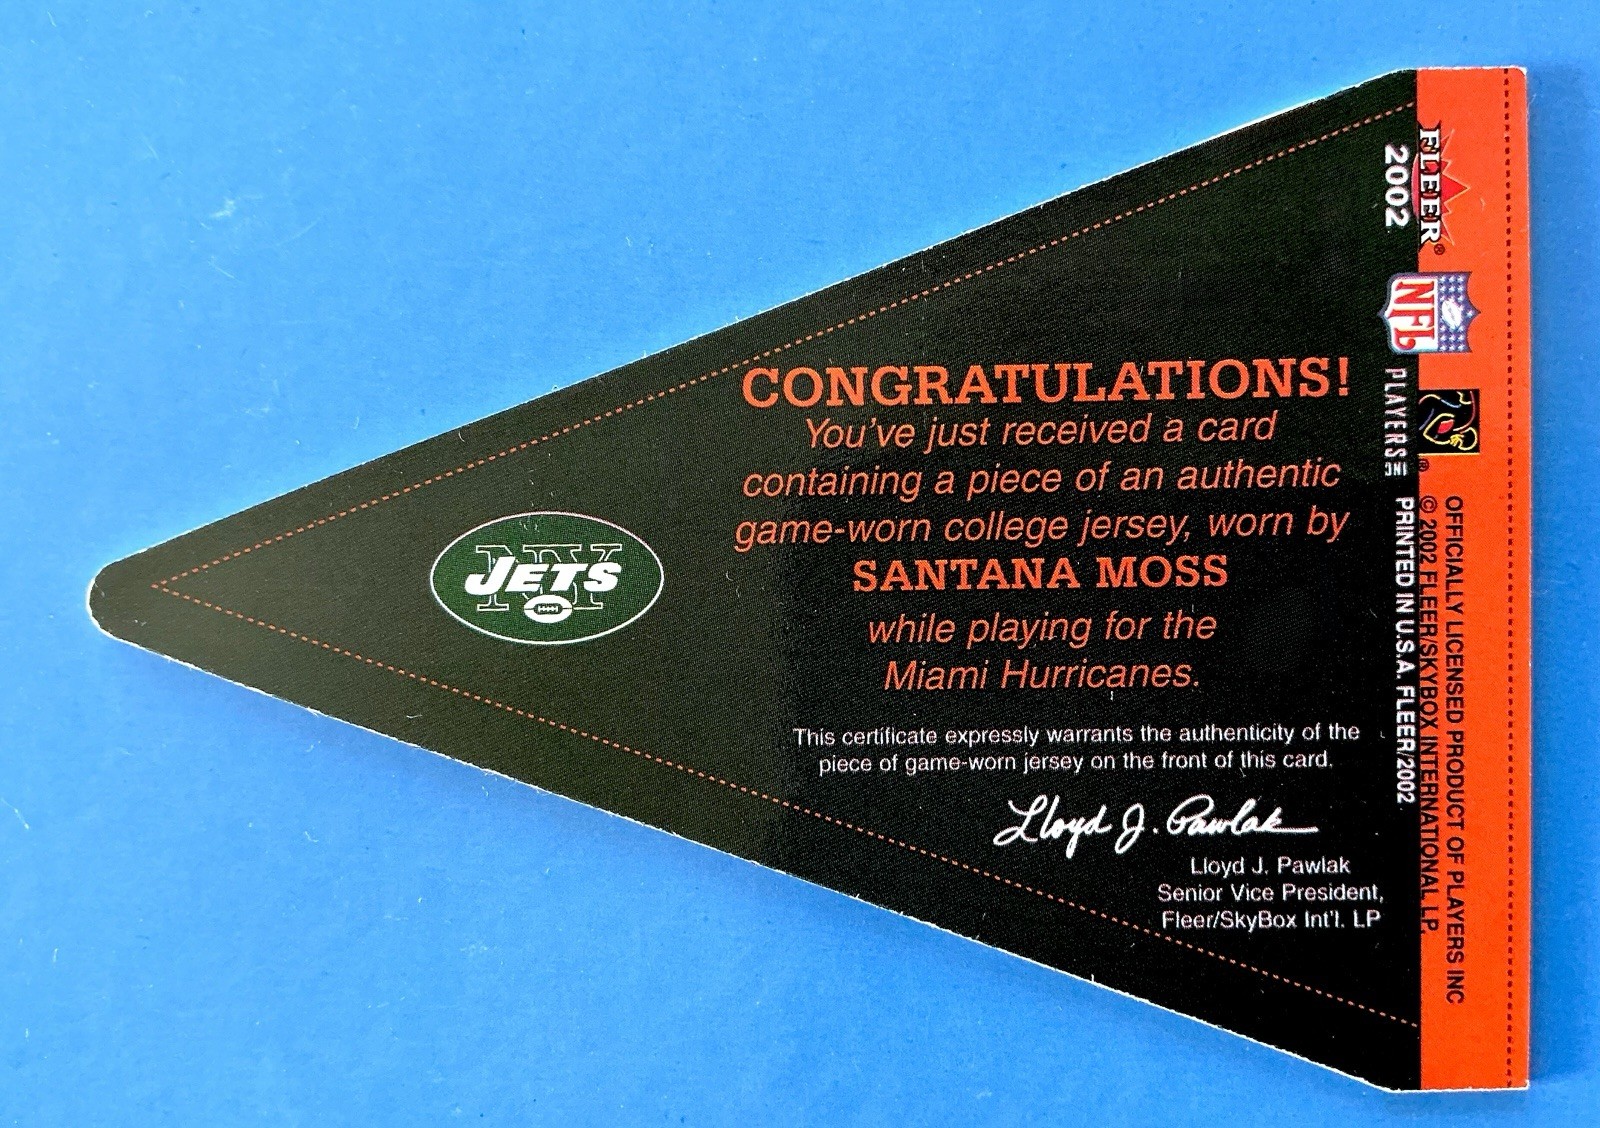 CONGRATULATIONS!
You've just received a card
containing a piece of an authentic
game-worn college jersey, worn by
SANTANA MOSS
while playing for the
Miami Hurricanes.
This certificate expressly warrants the authenticity of the
piece of game-worn jersey on the front of this card.
Lloyd J. Pawlak
Lloyd J. Pawlak
Senior Vice President,
Fleer/SkyBox Int'l. LP
NY
JETS
FLEER®
2002
NFL
PLAYERS INC
®
OFFICIALLY LICENSED PRODUCT OF PLAYERS INC
© 2002 FLEER/SKYBOX INTERNATIONAL LP.
PRINTED IN U.S.A. FLEER/2002